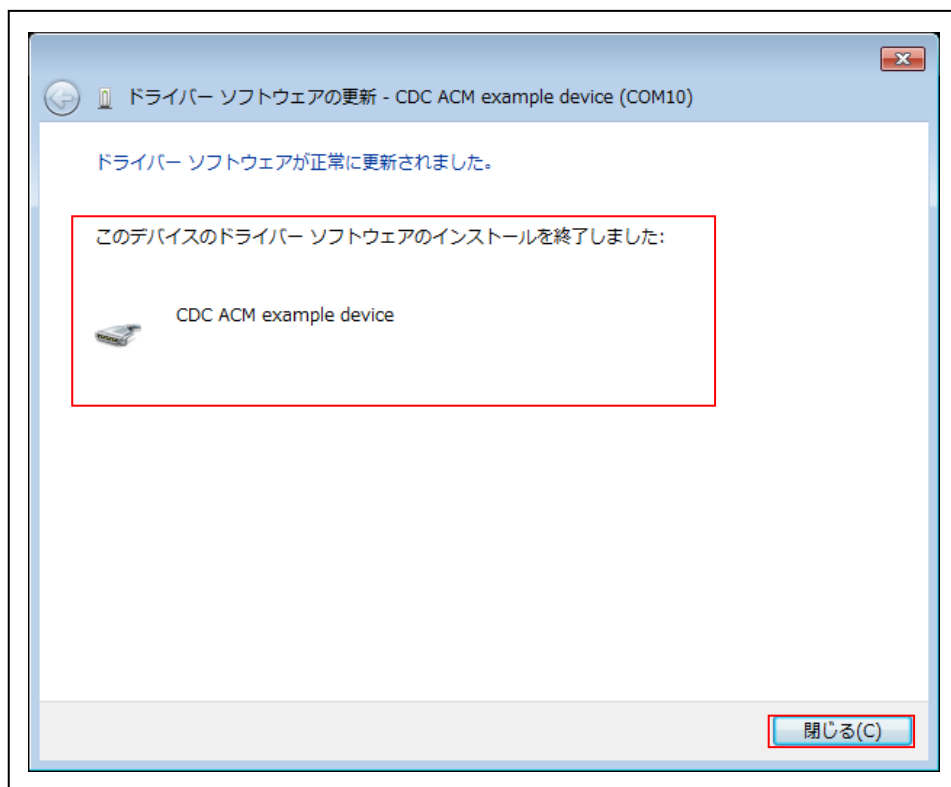 ドライバー ソフトウェアの更新 - CDC ACM example device (COM10)
ドライバー ソフトウェアが正常に更新されました。
このデバイスのドライバー ソフトウェアのインストールを終了しました:
CDC ACM example device
閉じる(C)